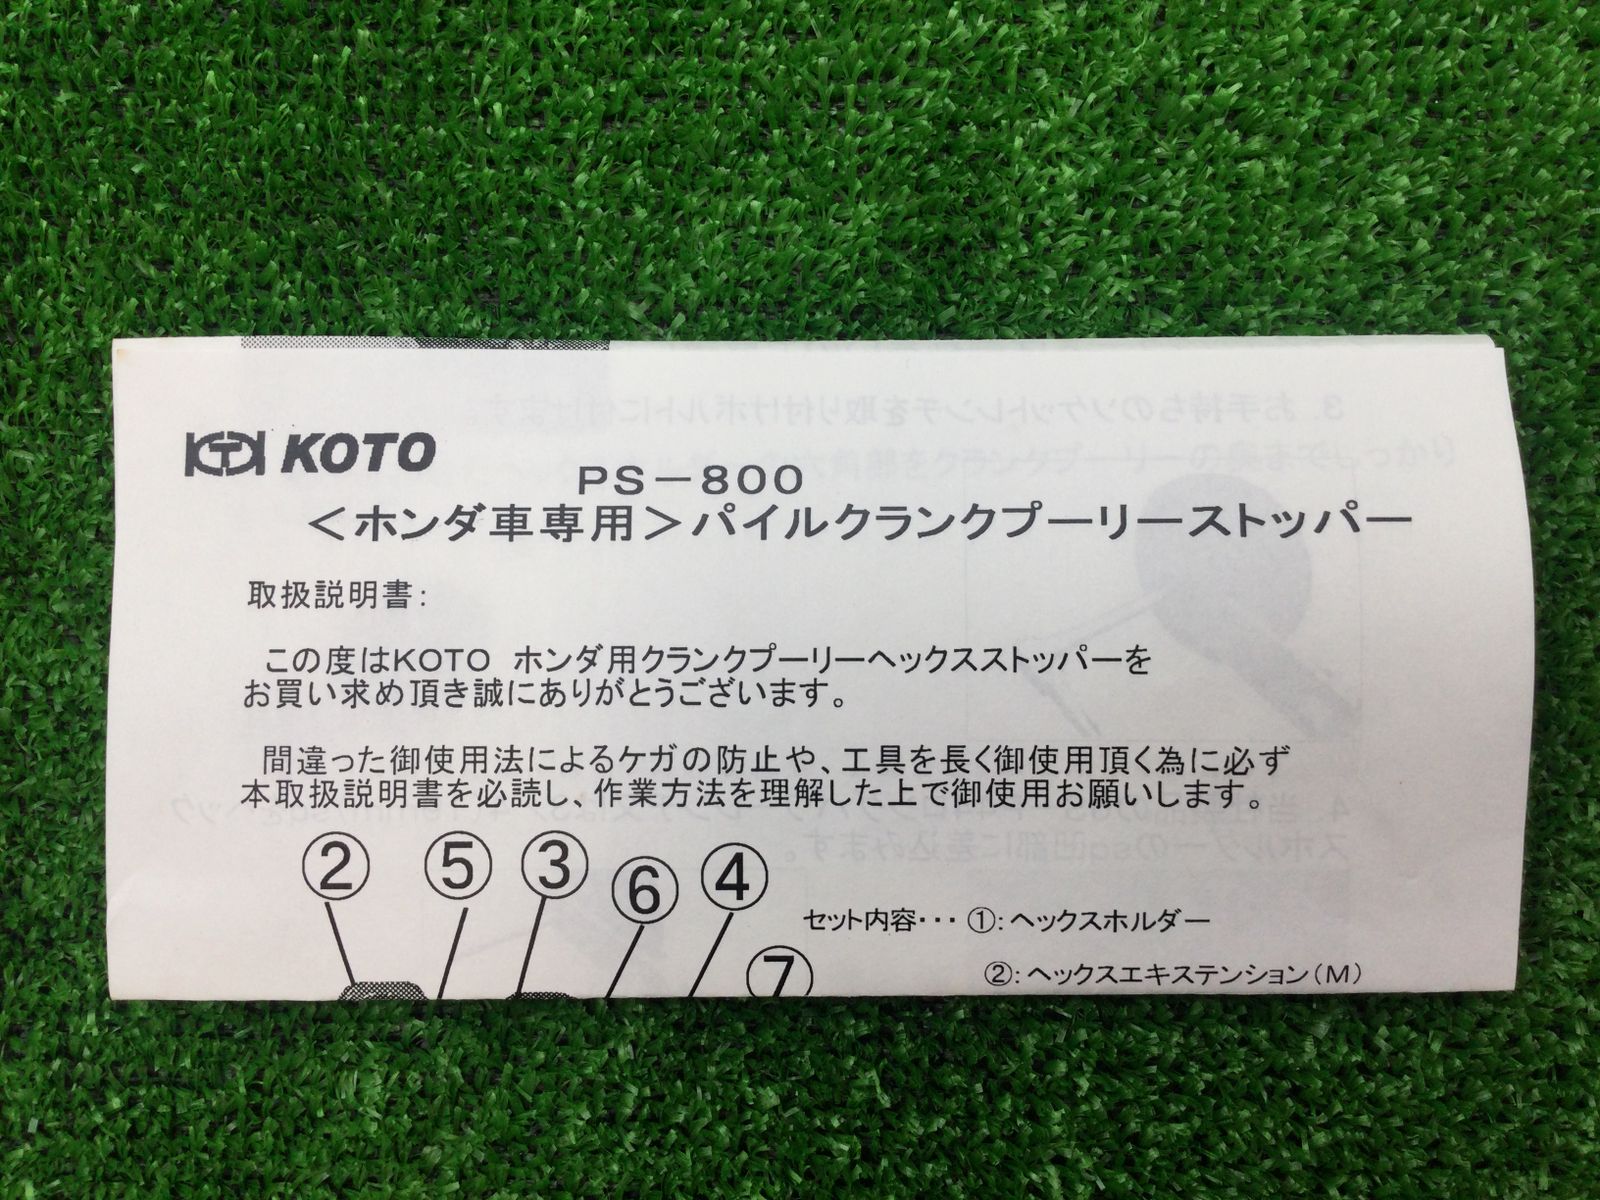 KOTO
PS-800
<ホンダ車専用>パイルクランクプーリーストッパー
取扱説明書:
この度はKOTO ホンダ用クランクプーリーヘックスストッパーを
お買い求め頂き誠にありがとうございます。
間違った御使用法によるケガの防止や、工具を長く御使用頂く為に必ず
本取扱説明書を必読し、作業方法を理解した上で御使用お願いします。
② ⑤ ③ ⑥ ④
セット内容・・・ ①:ヘックスホルダー
⑦
②:ヘックスエキステンション(M)